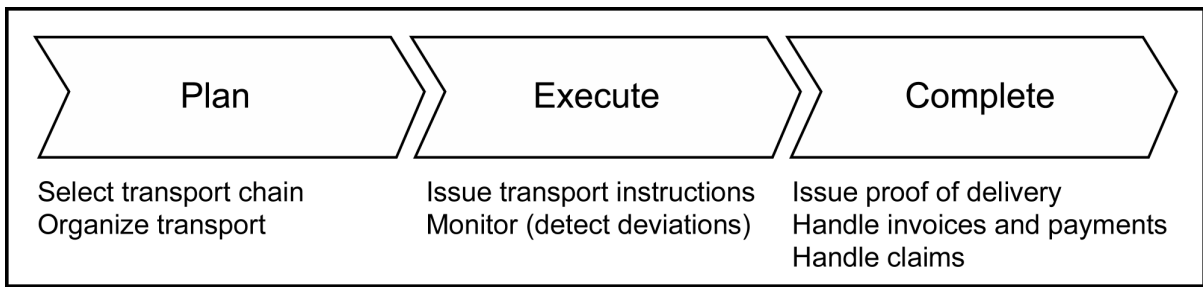 Plan
Select transport chain
Organize transport
Execute
Issue transport instructions
Monitor (detect deviations)
Complete
Issue proof of delivery
Handle invoices and payments
Handle claims